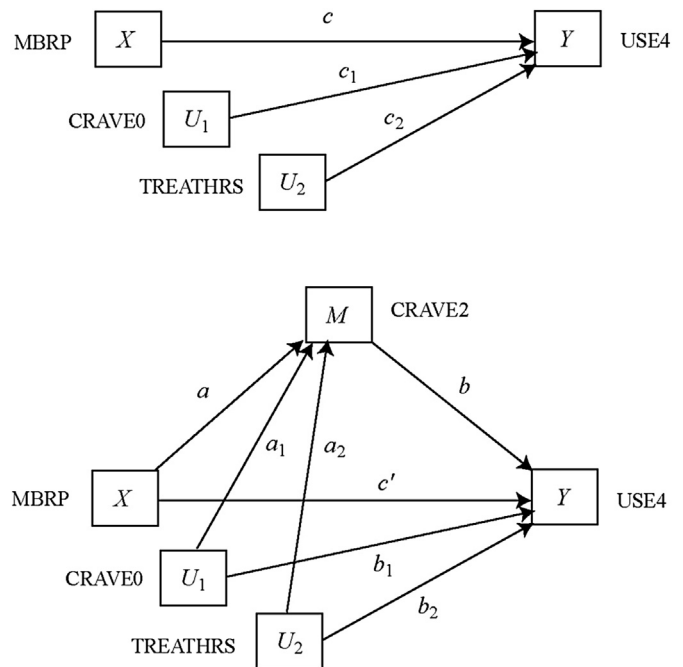 MBRP X c Y USE4
c₁
CRAVE0 U₁ c₂
TREATHRS U₂
M CRAVE2
a b
a₁ a₂
MBRP X c′ Y USE4
CRAVE0 U₁ b₁
b₂
TREATHRS U₂